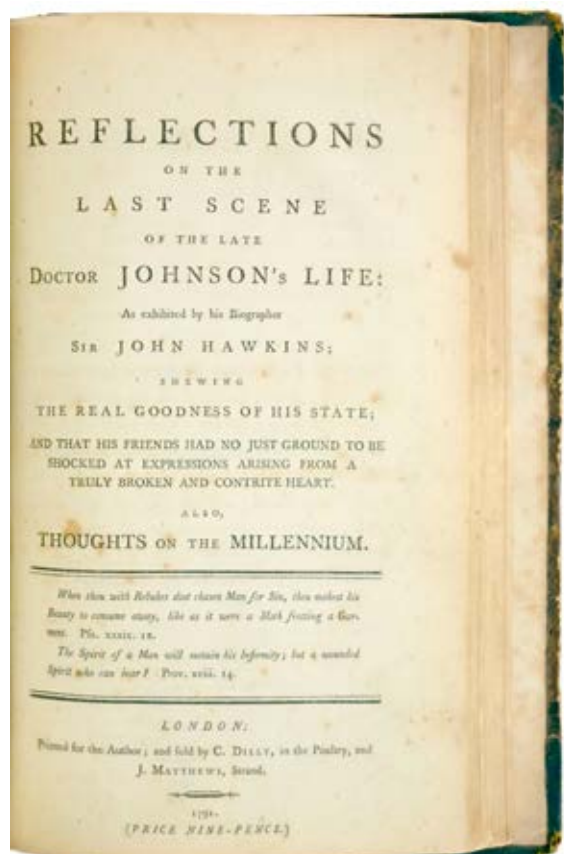 REFLECTIONS
ON THE
LAST SCENE
OF THE LATE
DOCTOR JOHNSON's LIFE:
As exhibited by his Biographer
SIR JOHN HAWKINS;
SHEWING
THE REAL GOODNESS OF HIS STATE;
AND THAT HIS FRIENDS HAD NO JUST GROUND TO BE
SHOCKED AT EXPRESSIONS ARISING FROM A
TRULY BROKEN AND CONTRITE HEART.
ALSO,
THOUGHTS ON THE MILLENNIUM.
When thou with Rebukes dost chasten Man for Sin, thou makest his
Beauty to consume away, like as it were a Moth fretting a Gar-
ment. Psl. xxxix. 12.
The Spirit of a Man will sustain his Infirmity; but a wounded
Spirit who can bear? Prov. xviii. 14.
LONDON:
Printed for the Author; and sold by C. DILLY, in the Poultry, and
J. MATTHEWS, Strand.
1791.
(PRICE NINE-PENCE.)